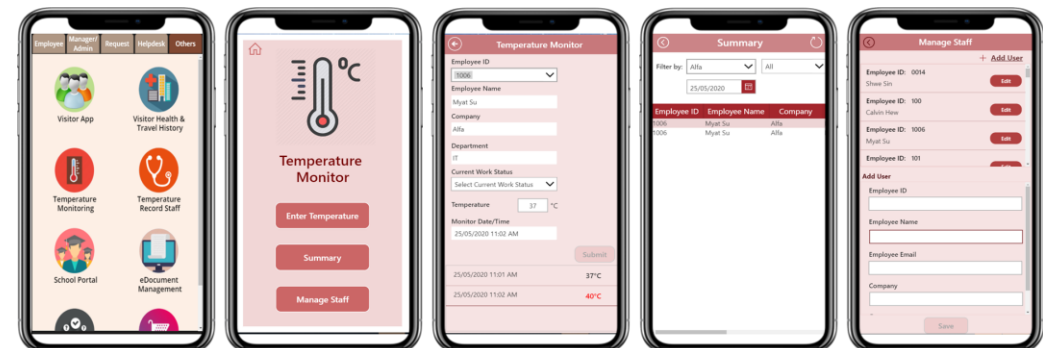 Employee
Manager/
Admin
Request
Helpdesk
Others
Visitor App
Visitor Health &
Travel History
Temperature
Monitoring
Temperature
Record Staff
School Portal
eDocument
Management
°C
Temperature
Monitor
Enter Temperature
Summary
Manage Staff
Temperature Monitor
Employee ID
1006
Employee Name
Myat Su
Company
Alfa
Department
IT
Current Work Status
Select Current Work Status
Temperature 37 °C
Monitor Date/Time
25/05/2020 11:02 AM
Submit
25/05/2020 11:01 AM 37°C
25/05/2020 11:02 AM 40°C
Summary
Filter by: Alfa All
25/05/2020
Employee ID Employee Name Company
1006 Myat Su Alfa
1006 Myat Su Alfa
Manage Staff
+ Add User
Employee ID: 0014
Shwe Sin
Edit
Employee ID: 100
Calvin Hew
Edit
Employee ID: 1006
Myat Su
Edit
Employee ID: 101
Add User
Employee ID
Employee Name
Employee Email
Company
Save